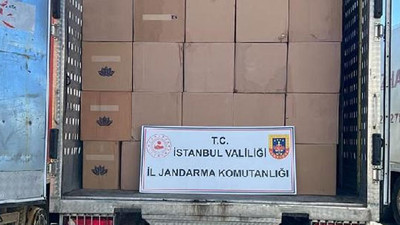 T.C.
İSTANBUL VALİLİĞİ
İL JANDARMA KOMUTANLIĞI